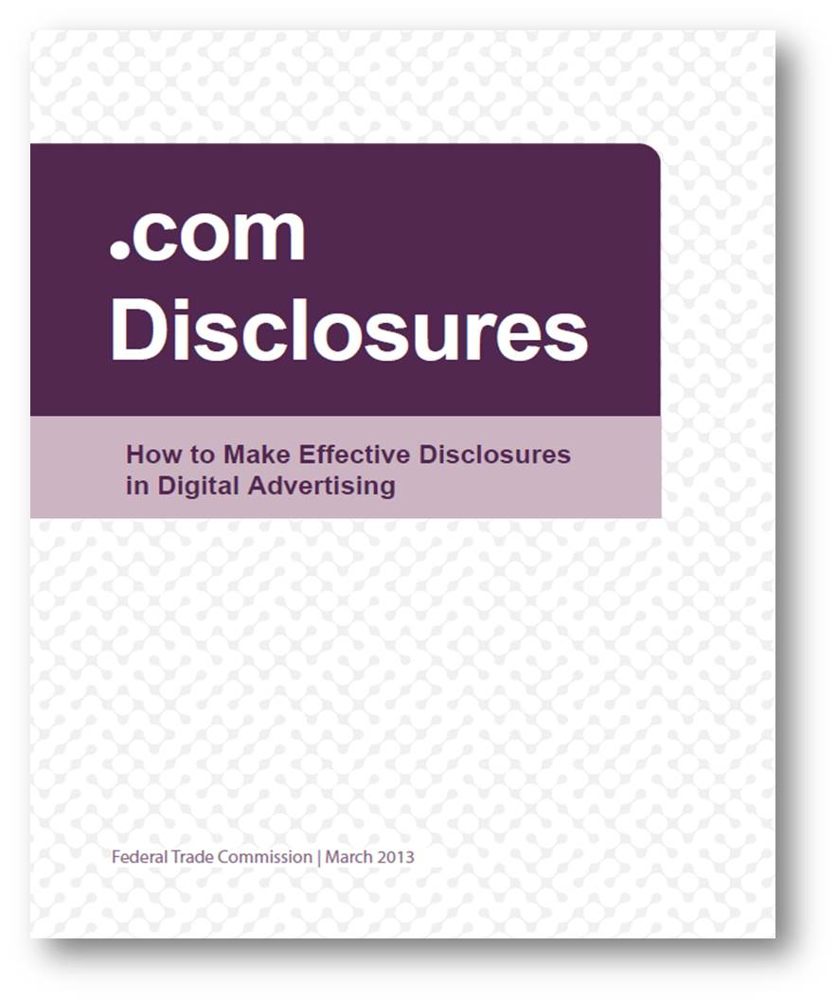 .com
Disclosures
How to Make Effective Disclosures
in Digital Advertising
Federal Trade Commission | March 2013